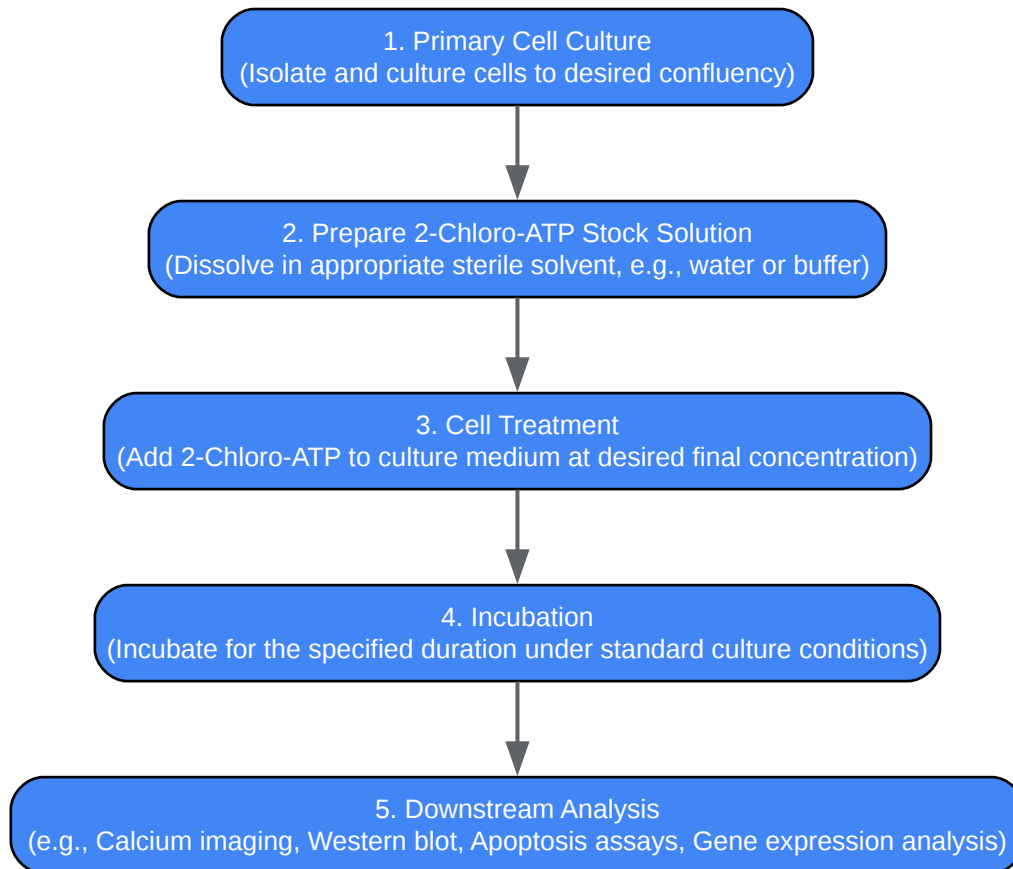 1. Primary Cell Culture
(Isolate and culture cells to desired confluency)
2. Prepare 2-Chloro-ATP Stock Solution
(Dissolve in appropriate sterile solvent, e.g., water or buffer)
3. Cell Treatment
(Add 2-Chloro-ATP to culture medium at desired final concentration)
4. Incubation
(Incubate for the specified duration under standard culture conditions)
5. Downstream Analysis
(e.g., Calcium imaging, Western blot, Apoptosis assays, Gene expression analysis)